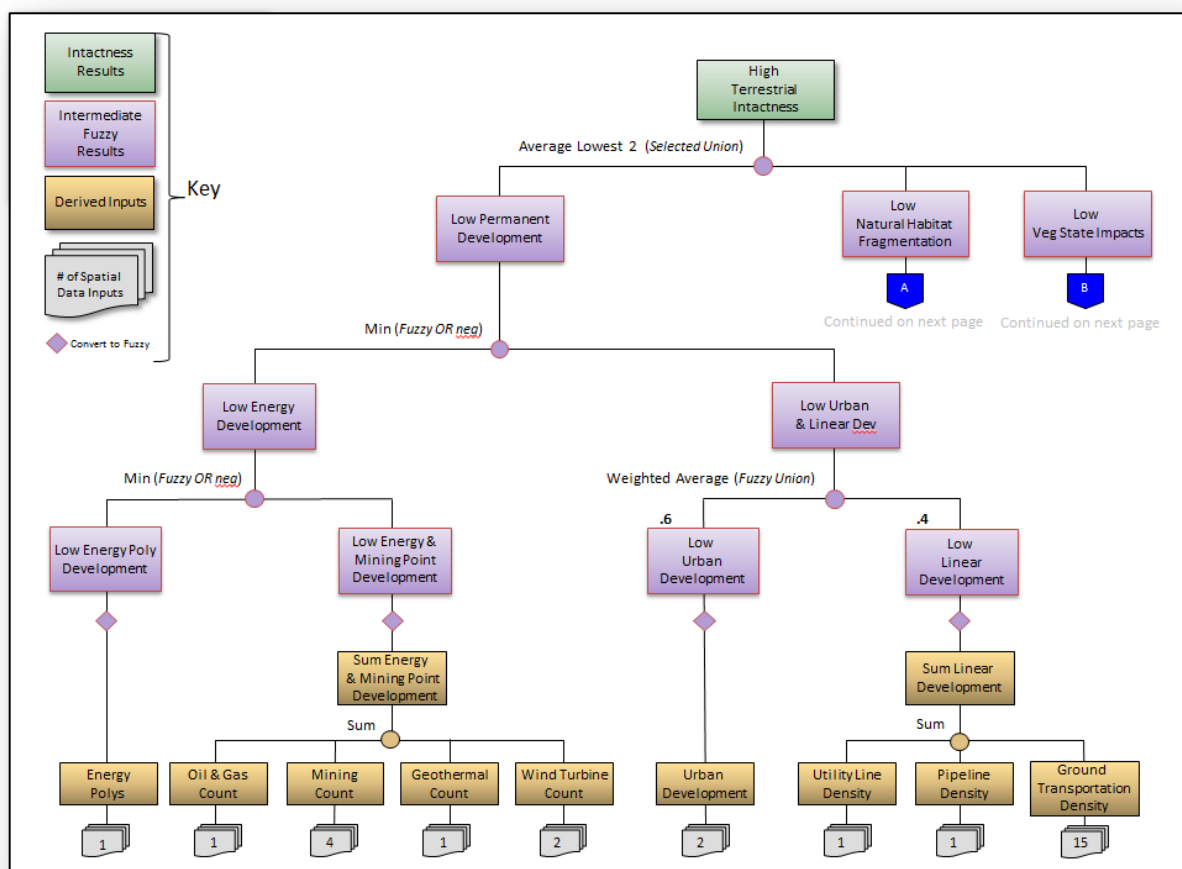 Intactness
Results
Intermediate
Fuzzy
Results
Derived Inputs
# of Spatial
Data Inputs
Convert to Fuzzy
Key
High
Terrestrial
Intactness
Average Lowest 2 (Selected Union)
Low Permanent
Development
Low
Natural Habitat
Fragmentation
Low
Veg State Impacts
A
B
Continued on next page
Continued on next page
Min (Fuzzy OR neg)
Low Energy
Development
Low Urban
& Linear Dev
Min (Fuzzy OR neg)
Weighted Average (Fuzzy Union)
.6
.4
Low Energy Poly
Development
Low Energy &
Mining Point
Development
Low
Urban
Development
Low
Linear
Development
Sum Energy
& Mining Point
Development
Sum Linear
Development
Sum
Sum
Energy
Polys
Oil & Gas
Count
Mining
Count
Geothermal
Count
Wind Turbine
Count
Urban
Development
Utility Line
Density
Pipeline
Density
Ground
Transportation
Density
1
1
4
1
2
2
1
1
15